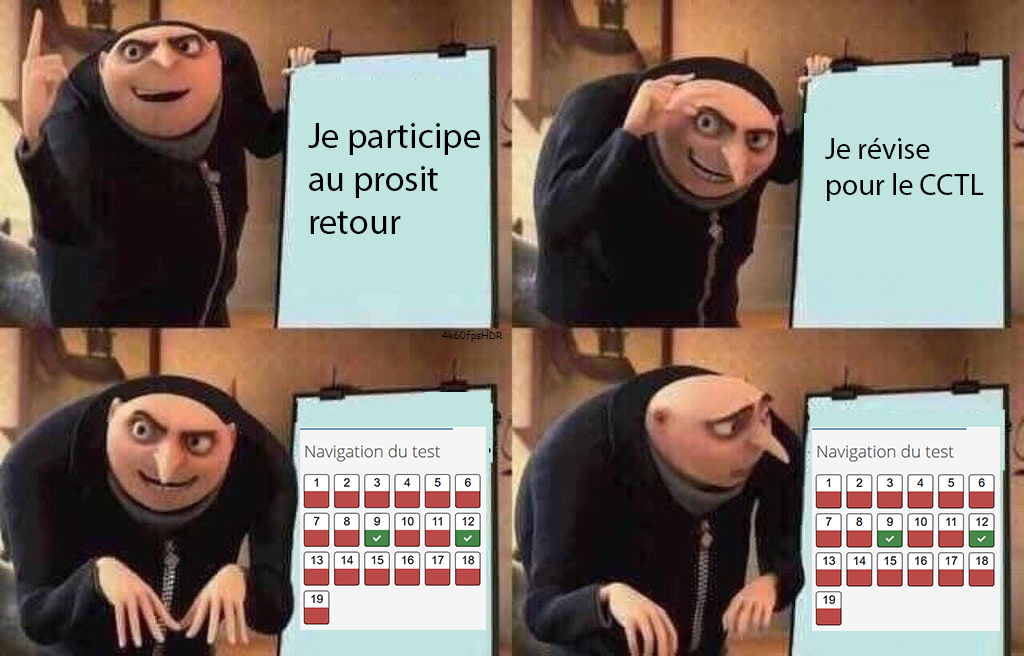 Je participe
au prosit
retour
Je révise
pour le CCTL
4k60fpsHDR
Navigation du test
1 2 3 4 5 6
7 8 9 10 11 12
13 14 15 16 17 18
19
Navigation du test
1 2 3 4 5 6
7 8 9 10 11 12
13 14 15 16 17 18
19